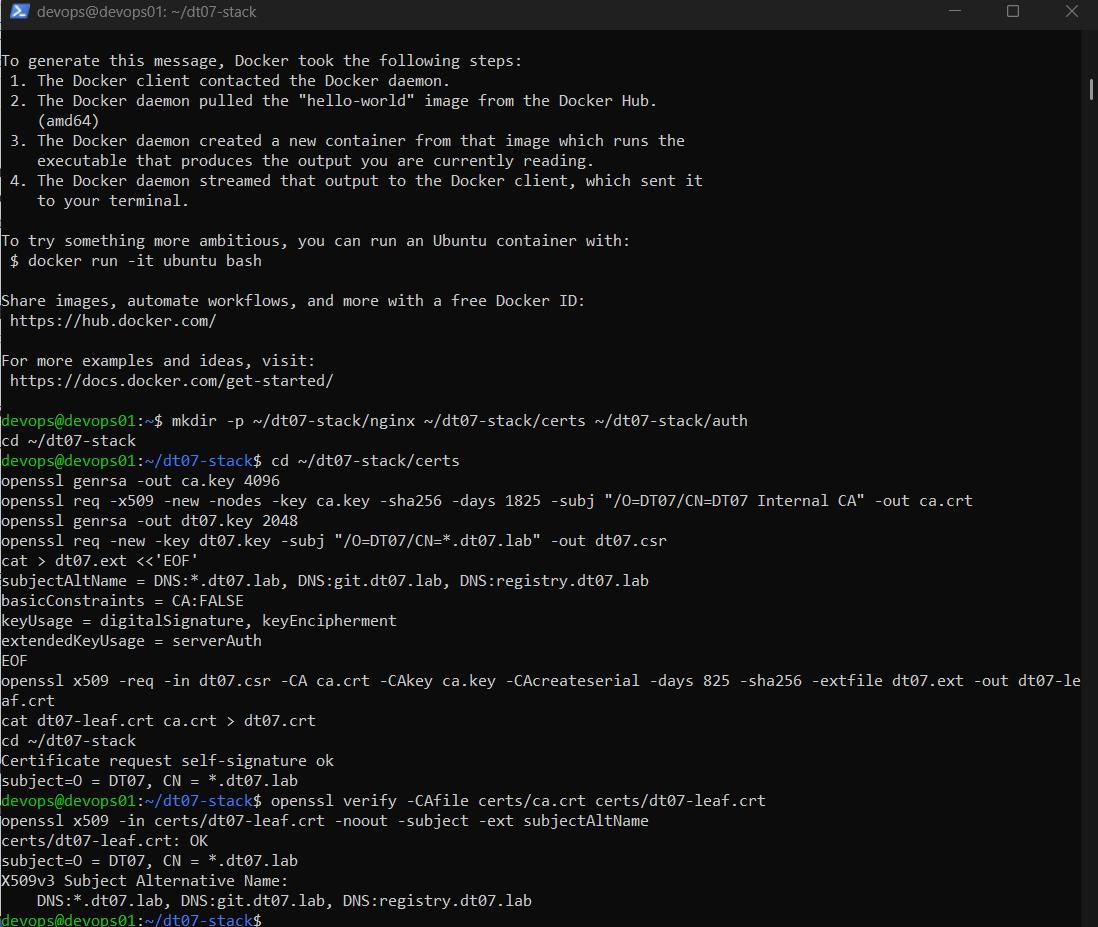 devops@devops01: ~/dt07-stack
To generate this message, Docker took the following steps:
 1. The Docker client contacted the Docker daemon.
 2. The Docker daemon pulled the "hello-world" image from the Docker Hub.
    (amd64)
 3. The Docker daemon created a new container from that image which runs the
    executable that produces the output you are currently reading.
 4. The Docker daemon streamed that output to the Docker client, which sent it
    to your terminal.

To try something more ambitious, you can run an Ubuntu container with:
 $ docker run -it ubuntu bash

Share images, automate workflows, and more with a free Docker ID:
 https://hub.docker.com/

For more examples and ideas, visit:
 https://docs.docker.com/get-started/

devops@devops01:~$ mkdir -p ~/dt07-stack/nginx ~/dt07-stack/certs ~/dt07-stack/auth
cd ~/dt07-stack
devops@devops01:~/dt07-stack$ cd ~/dt07-stack/certs
openssl genrsa -out ca.key 4096
openssl req -x509 -new -nodes -key ca.key -sha256 -days 1825 -subj "/O=DT07/CN=DT07 Internal CA" -out ca.crt
openssl genrsa -out dt07.key 2048
openssl req -new -key dt07.key -subj "/O=DT07/CN=*.dt07.lab" -out dt07.csr
cat > dt07.ext <<'EOF'
subjectAltName = DNS:*.dt07.lab, DNS:git.dt07.lab, DNS:registry.dt07.lab
basicConstraints = CA:FALSE
keyUsage = digitalSignature, keyEncipherment
extendedKeyUsage = serverAuth
EOF
openssl x509 -req -in dt07.csr -CA ca.crt -CAkey ca.key -CAcreateserial -days 825 -sha256 -extfile dt07.ext -out dt07-le
af.crt
cat dt07-leaf.crt ca.crt > dt07.crt
cd ~/dt07-stack
Certificate request self-signature ok
subject=O = DT07, CN = *.dt07.lab
devops@devops01:~/dt07-stack$ openssl verify -CAfile certs/ca.crt certs/dt07-leaf.crt
openssl x509 -in certs/dt07-leaf.crt -noout -subject -ext subjectAltName
certs/dt07-leaf.crt: OK
subject=O = DT07, CN = *.dt07.lab
X509v3 Subject Alternative Name:
    DNS:*.dt07.lab, DNS:git.dt07.lab, DNS:registry.dt07.lab
devops@devops01:~/dt07-stack$